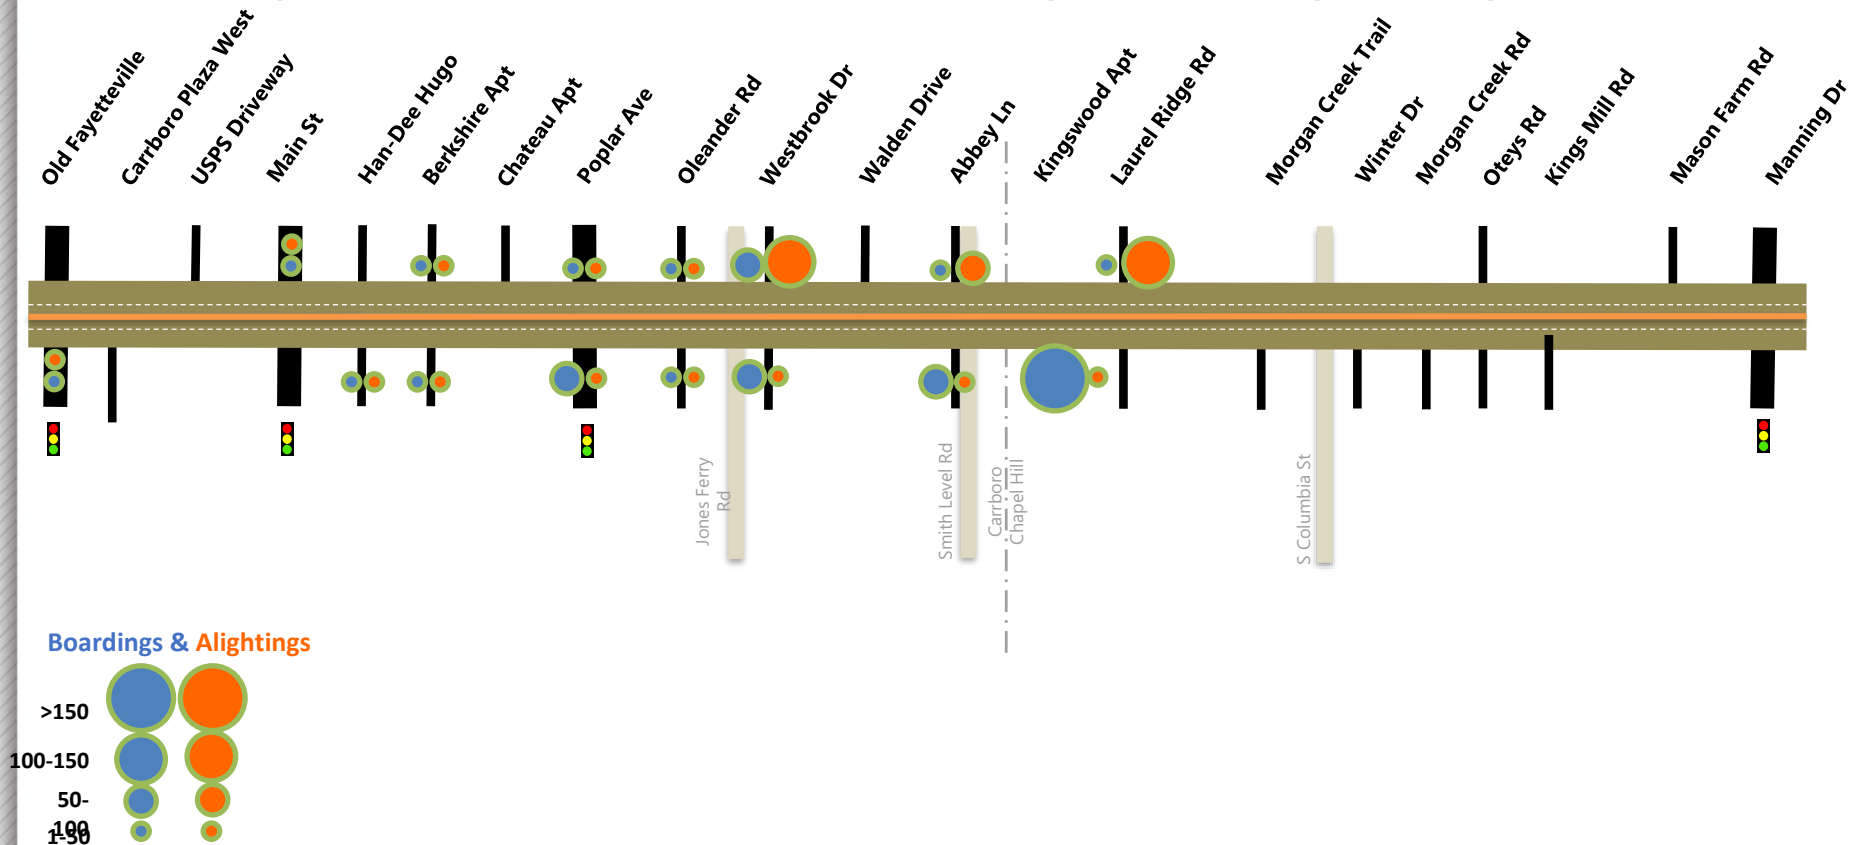 Old Fayetteville
Carrboro Plaza West
USPS Driveway
Main St
Han-Dee Hugo
Berkshire Apt
Chateau Apt
Poplar Ave
Oleander Rd
Westbrook Dr
Walden Drive
Abbey Ln
Kingswood Apt
Laurel Ridge Rd
Morgan Creek Trail
Winter Dr
Morgan Creek Rd
Oteys Rd
Kings Mill Rd
Mason Farm Rd
Manning Dr
Jones Ferry
Rd
Smith Level Rd
Carrboro
Chapel Hill
S Columbia St
Boardings & Alightings
>150
100-150
50-
100
1-50